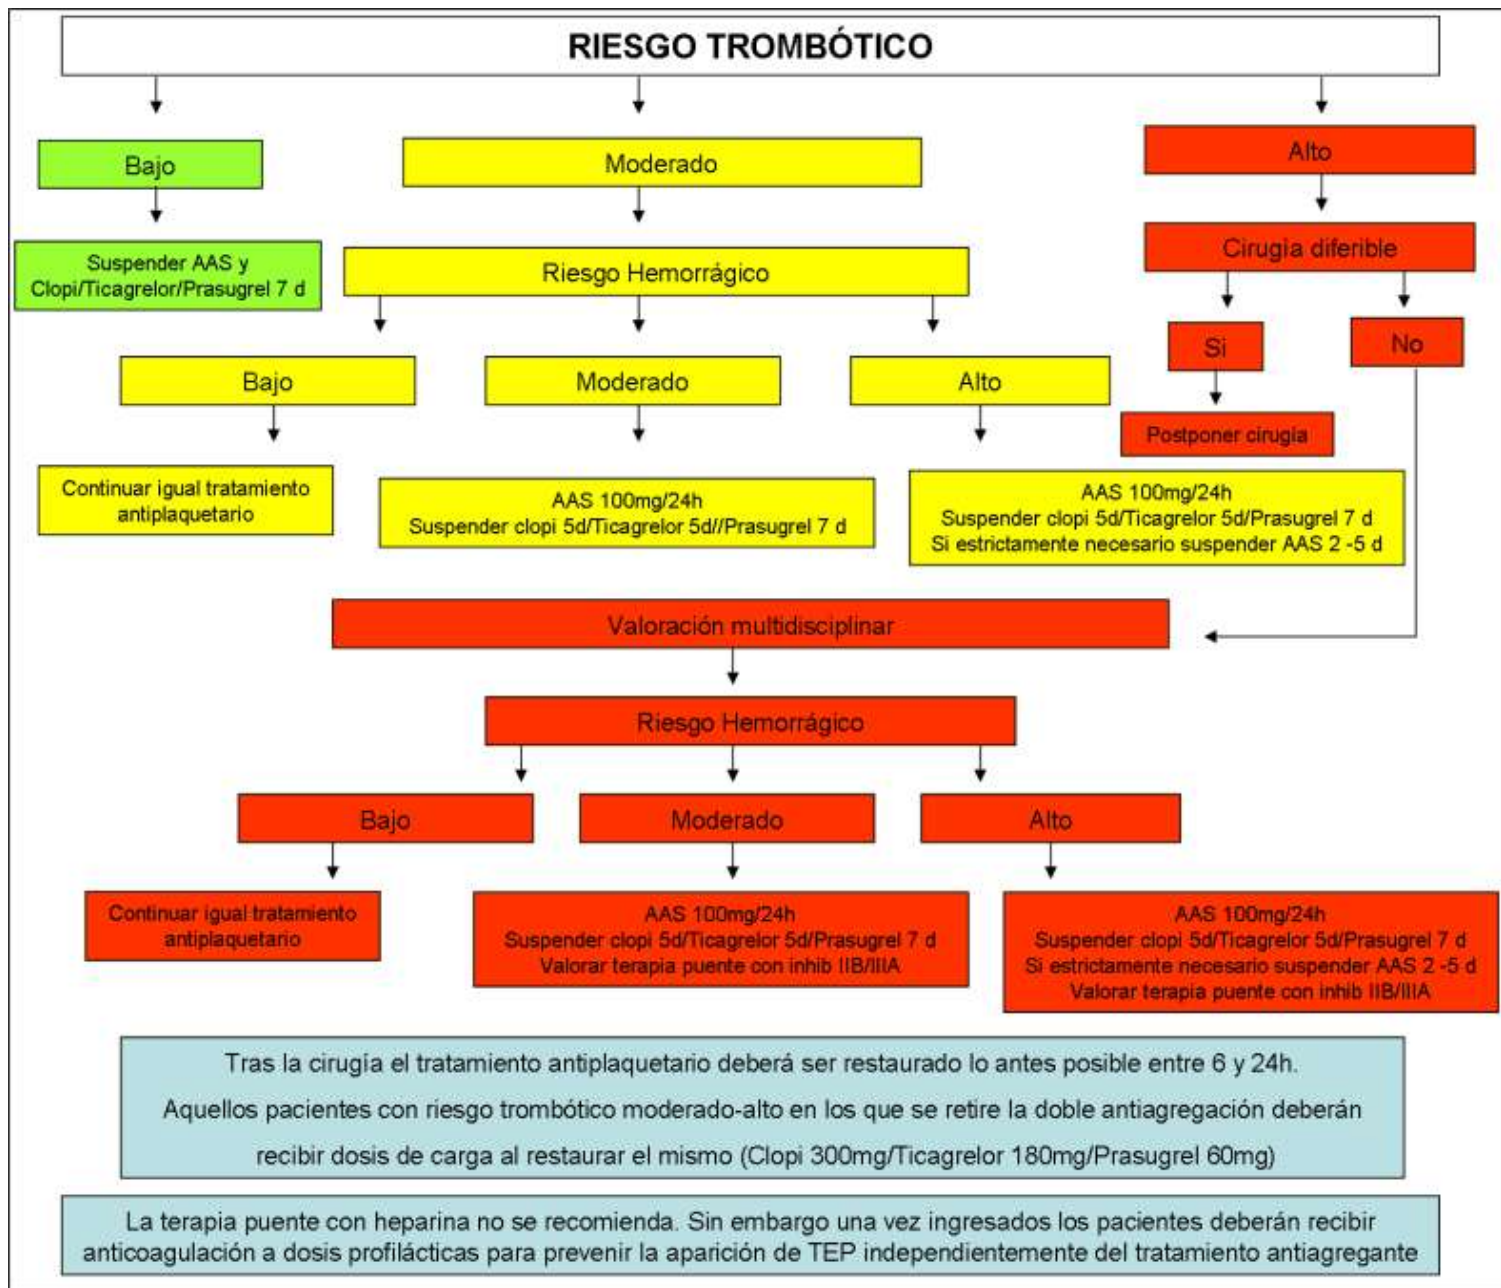 RIESGO TROMBÓTICO
Bajo
Moderado
Alto
Suspender AAS y
Clopi/Ticagrelor/Prasugrel 7 d
Riesgo Hemorrágico
Cirugía diferible
Bajo
Moderado
Alto
Si
No
Postponer cirugía
Continuar igual tratamiento
antiplaquetario
AAS 100mg/24h
Suspender clopi 5d/Ticagrelor 5d//Prasugrel 7 d
AAS 100mg/24h
Suspender clopi 5d/Ticagrelor 5d/Prasugrel 7 d
Si estrictamente necesario suspender AAS 2 -5 d
Valoración multidisciplinar
Riesgo Hemorrágico
Bajo
Moderado
Alto
Continuar igual tratamiento
antiplaquetario
AAS 100mg/24h
Suspender clopi 5d/Ticagrelor 5d/Prasugrel 7 d
Valorar terapia puente con inhib IIB/IIIA
AAS 100mg/24h
Suspender clopi 5d/Ticagrelor 5d/Prasugrel 7 d
Si estrictamente necesario suspender AAS 2 -5 d
Valorar terapia puente con inhib IIB/IIIA
Tras la cirugía el tratamiento antiplaquetario deberá ser restaurado lo antes posible entre 6 y 24h.
Aquellos pacientes con riesgo trombótico moderado-alto en los que se retire la doble antiagregación deberán
recibir dosis de carga al restaurar el mismo (Clopi 300mg/Ticagrelor 180mg/Prasugrel 60mg)
La terapia puente con heparina no se recomienda. Sin embargo una vez ingresados los pacientes deberán recibir
anticoagulación a dosis profilácticas para prevenir la aparición de TEP independientemente del tratamiento antiagregante